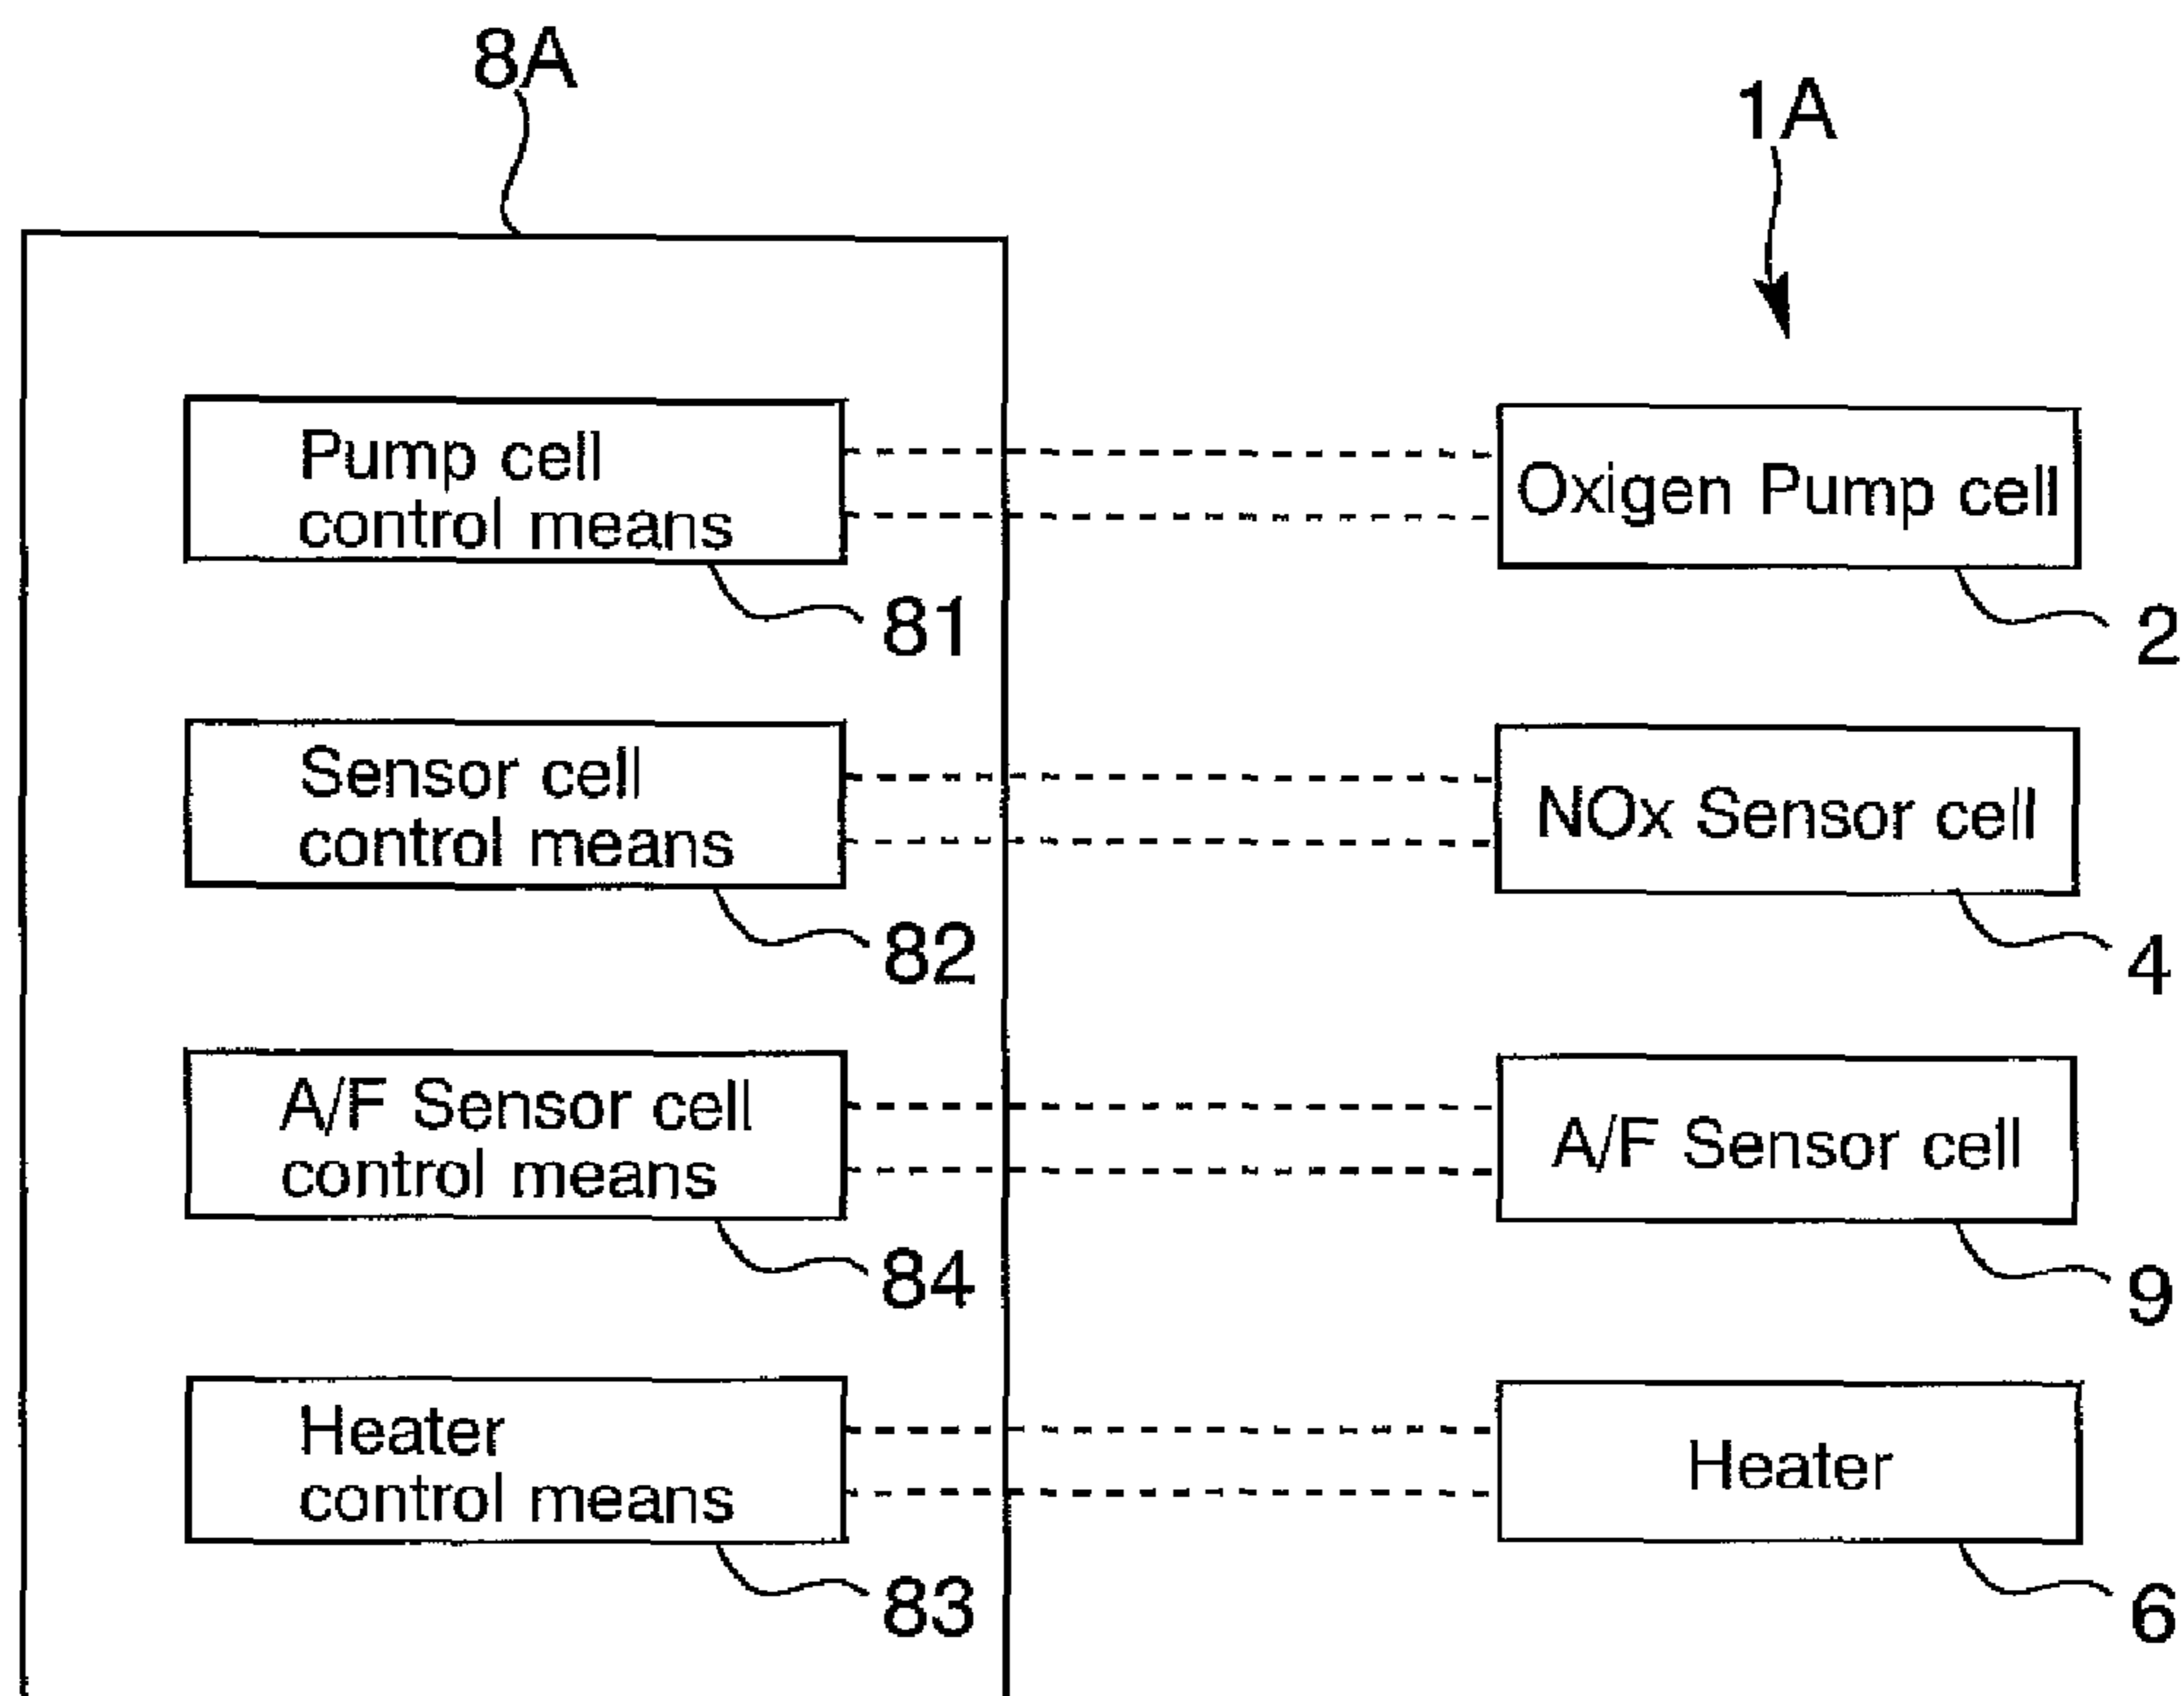 8A
1A
Pump cell
control means
81
Oxigen Pump cell
2
Sensor cell
control means
82
NOx Sensor cell
4
A/F Sensor cell
control means
84
A/F Sensor cell
9
Heater
control means
83
Heater
6